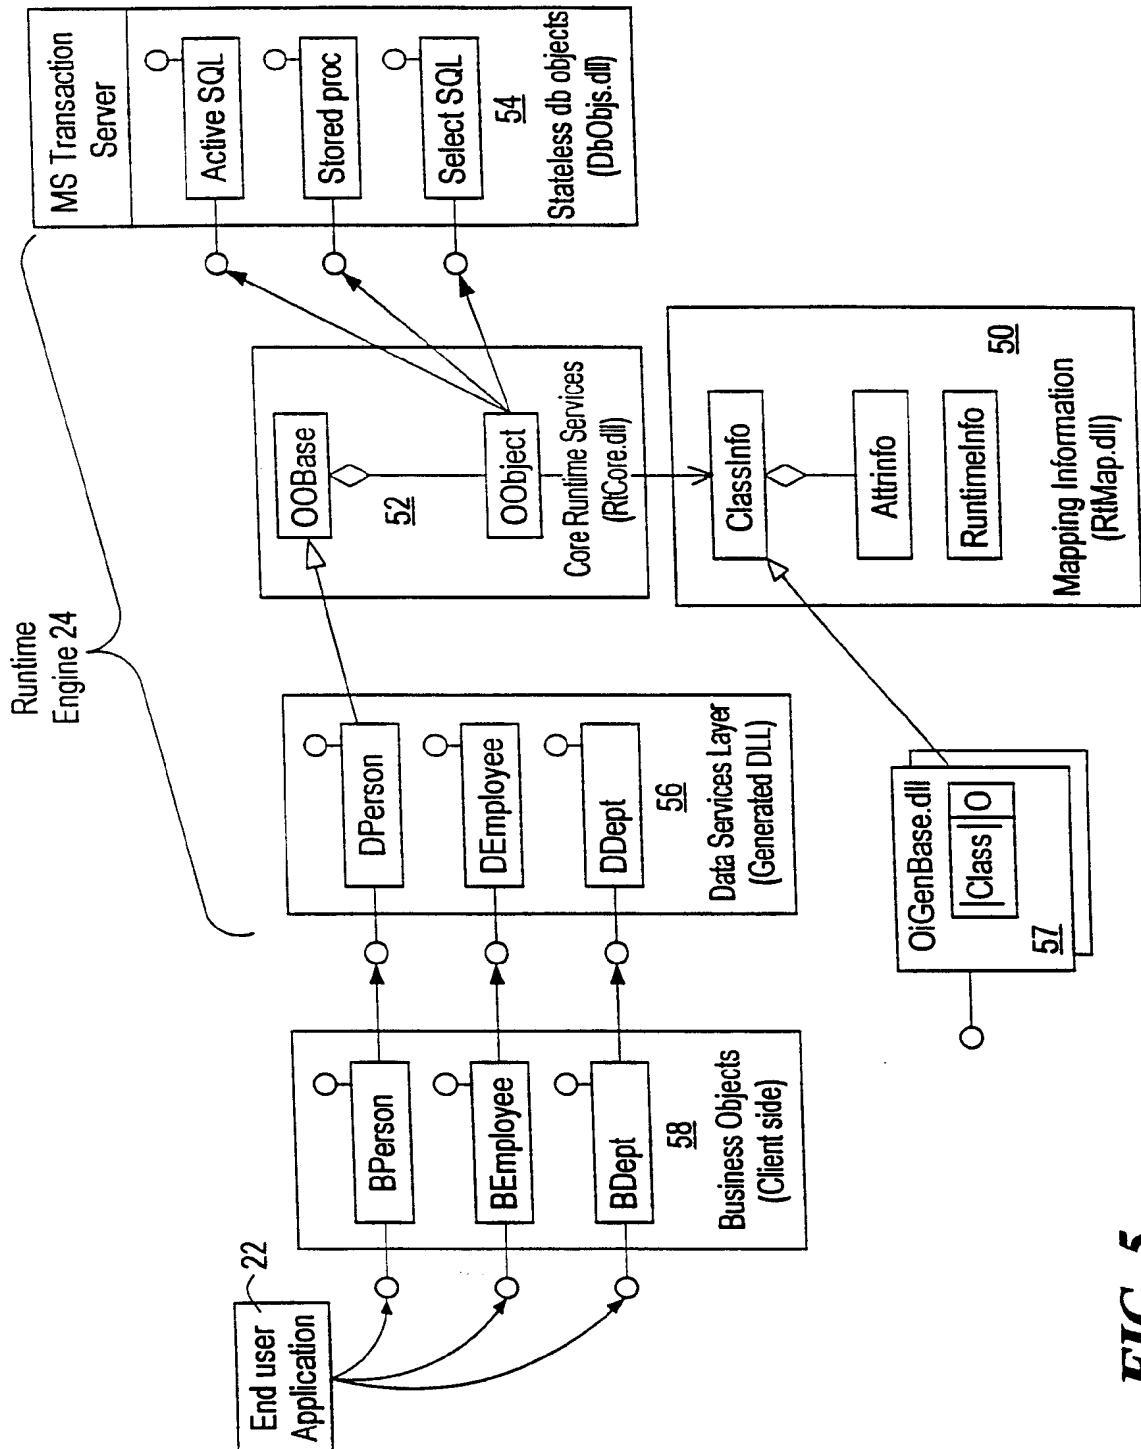 Runtime
Engine 24
End user
Application
22
BPerson
BEmployee
BDept
58
Business Objects
(Client side)
DPerson
DEmployee
DDept
56
Data Services Layer
(Generated DLL)
OOBase
52
OObject
Core Runtime Services
(RtCore.dll)
MS Transaction
Server
Active SQL
Stored proc
Select SQL
54
Stateless db objects
(DbObjs.dll)
OiGenBase.dll
Class O
57
ClassInfo
50
Attrinfo
RuntimeInfo
Mapping Information
(RtMap.dll)
FIG. 5